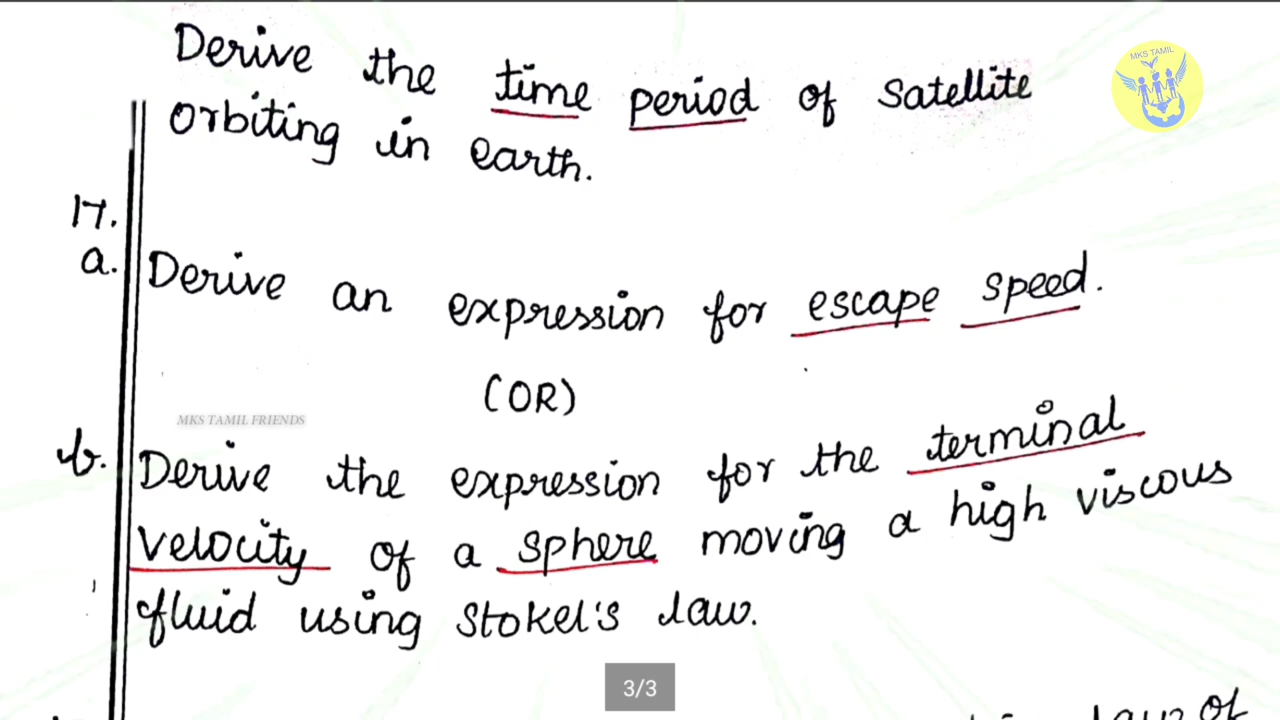 MKS TAMIL
Derive the time period of satellite
orbiting in earth.
17.
a. Derive an expression for escape speed.
(OR)
MKS TAMIL FRIENDS
b. Derive the expression for the terminal
velocity of a sphere moving a high viscous
fluid using Stokel's law.
3/3
law of